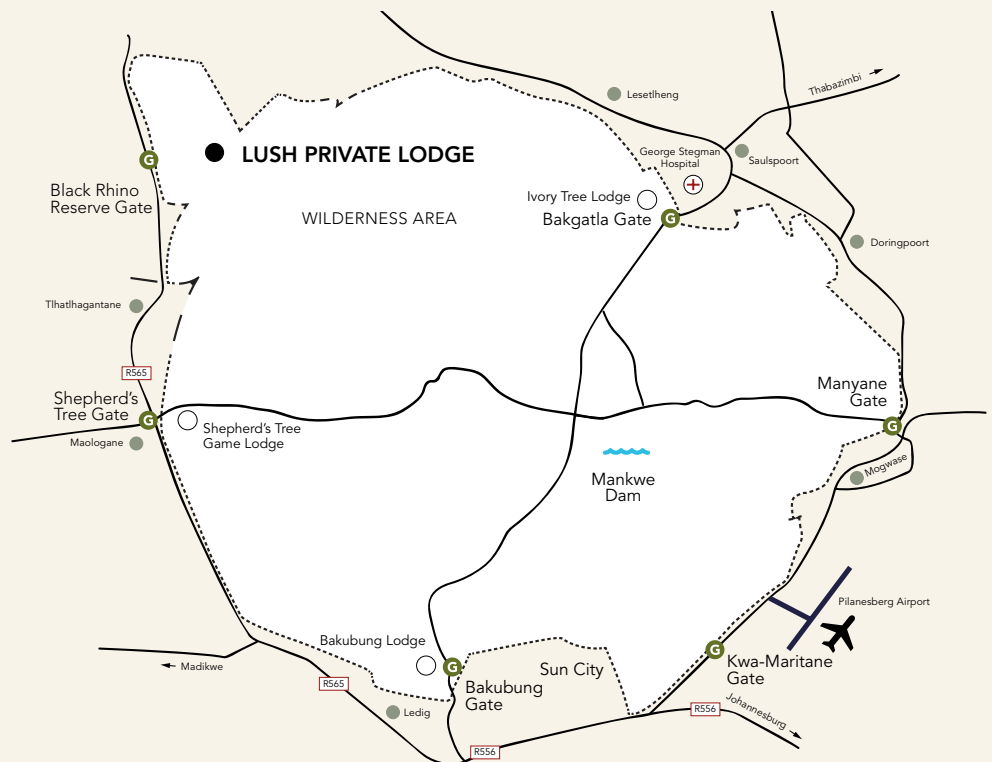 Thabazimbi
Lesetlheng
George Stegman
Hospital
Saulspoort
G
LUSH PRIVATE LODGE
Black Rhino
Reserve Gate
Ivory Tree Lodge
WILDERNESS AREA
Bakgatla Gate
G
Doringpoort
Tlhatlhagantane
R565
Manyane
Gate
Shepherd's
Tree Gate
G
G
Shepherd's Tree
Game Lodge
Maologane
Mogwase
Mankwe
Dam
Pilanesberg Airport
Bakubung Lodge
G
Sun City
G
Kwa-Maritane
Gate
Madikwe
R565
Bakubung
Gate
Ledig
R556
Johannesburg
R556